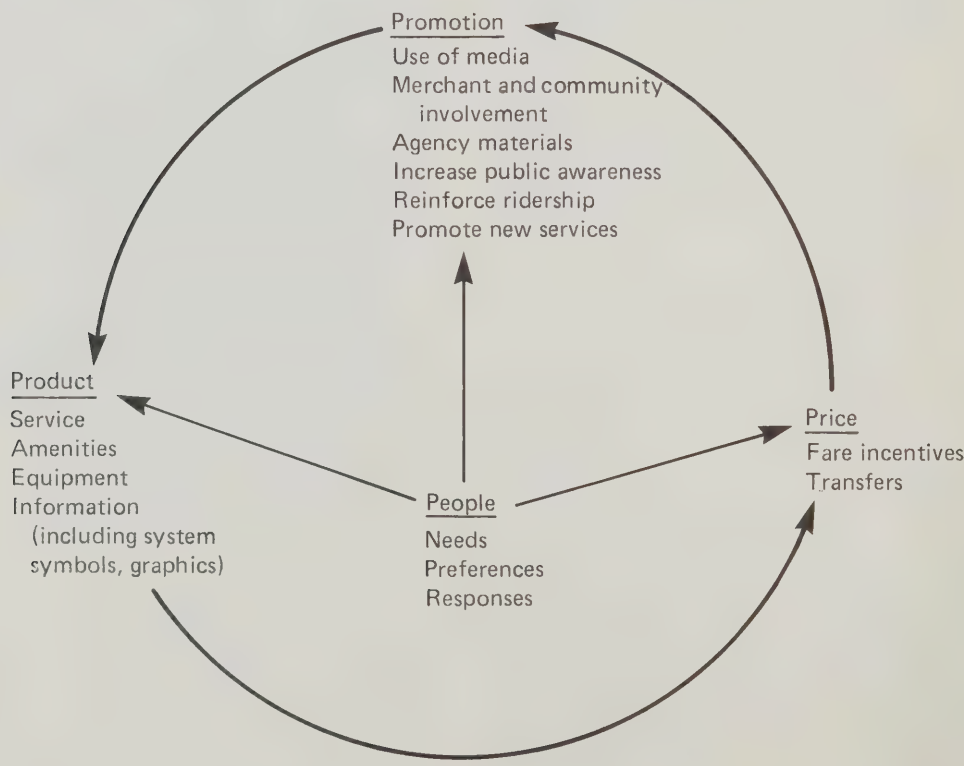 Promotion
Use of media
Merchant and community
involvement
Agency materials
Increase public awareness
Reinforce ridership
Promote new services
Product
Service
Amenities
Equipment
Information
(including system
symbols, graphics)
People
Needs
Preferences
Responses
Price
Fare incentives
Transfers